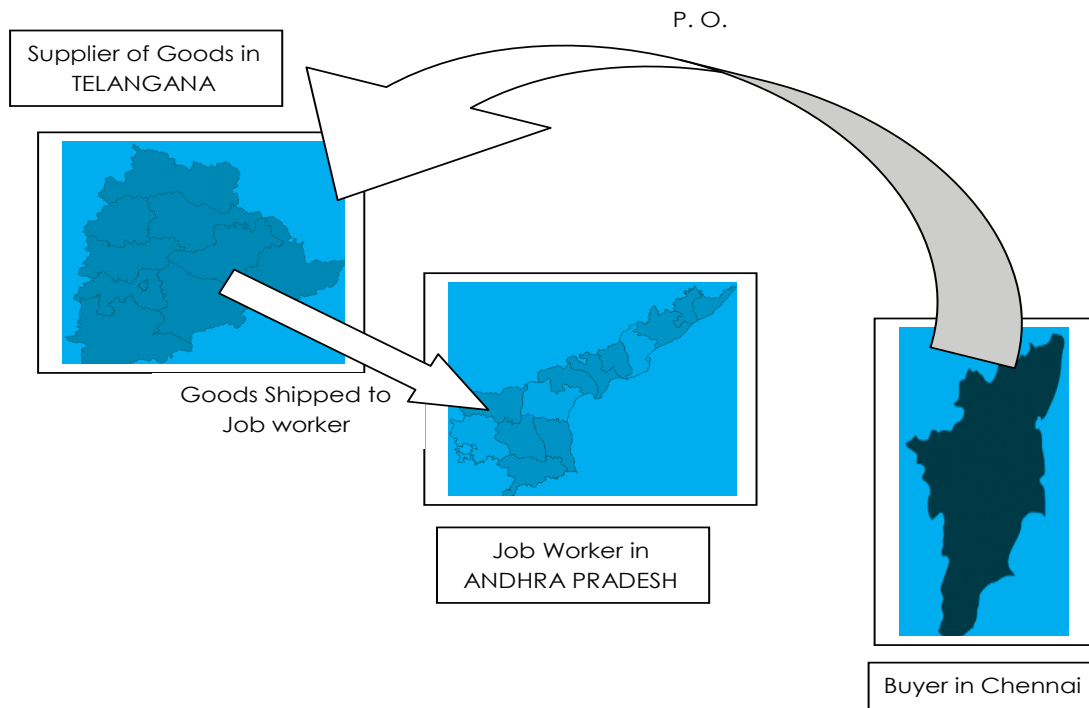 P. O.
Supplier of Goods in
TELANGANA
Goods Shipped to
Job worker
Job Worker in
ANDHRA PRADESH
Buyer in Chennai